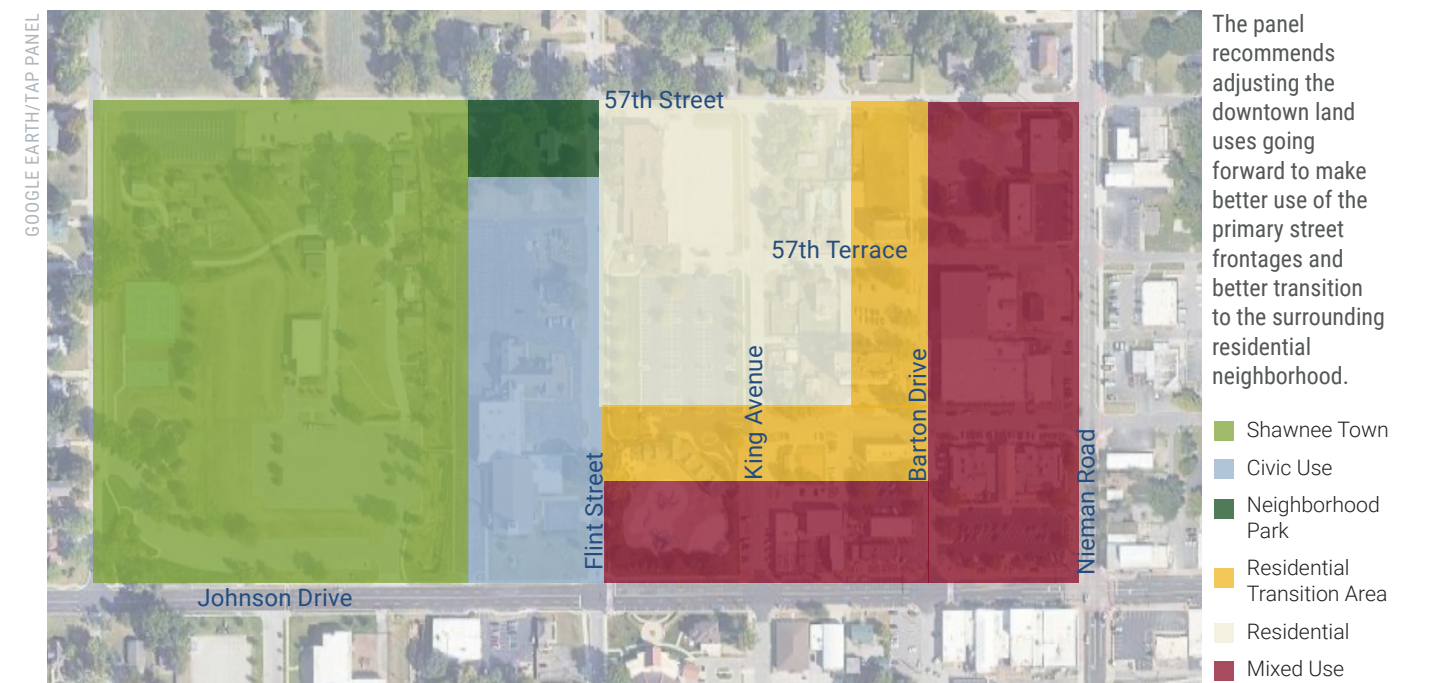 GOOGLE EARTH/TAP PANEL
57th Street
57th Terrace
King Avenue
Barton Drive
Flint Street
Nieman Road
Johnson Drive
The panel
recommends
adjusting the
downtown land
uses going
forward to make
better use of the
primary street
frontages and
better transition
to the surrounding
residential
neighborhood.
Shawnee Town
Civic Use
Neighborhood
Park
Residential
Transition Area
Residential
Mixed Use